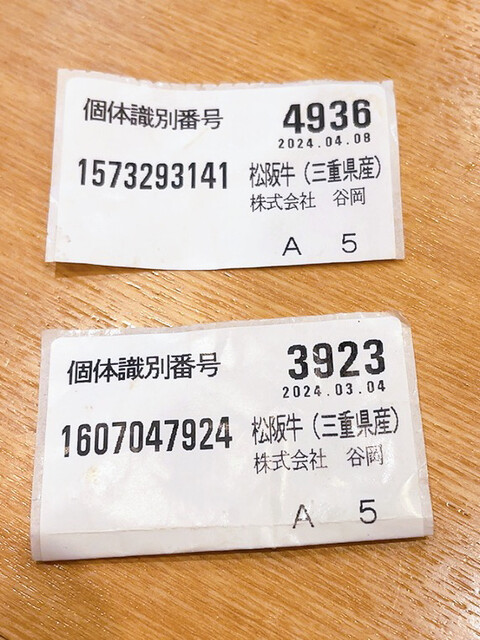 個体識別番号 4936
2024.04.08
1573293141 松阪牛(三重県産)
株式会社 谷岡
A 5
個体識別番号 3923
2024.03.04
1607047924 松阪牛(三重県産)
株式会社 谷岡
A 5